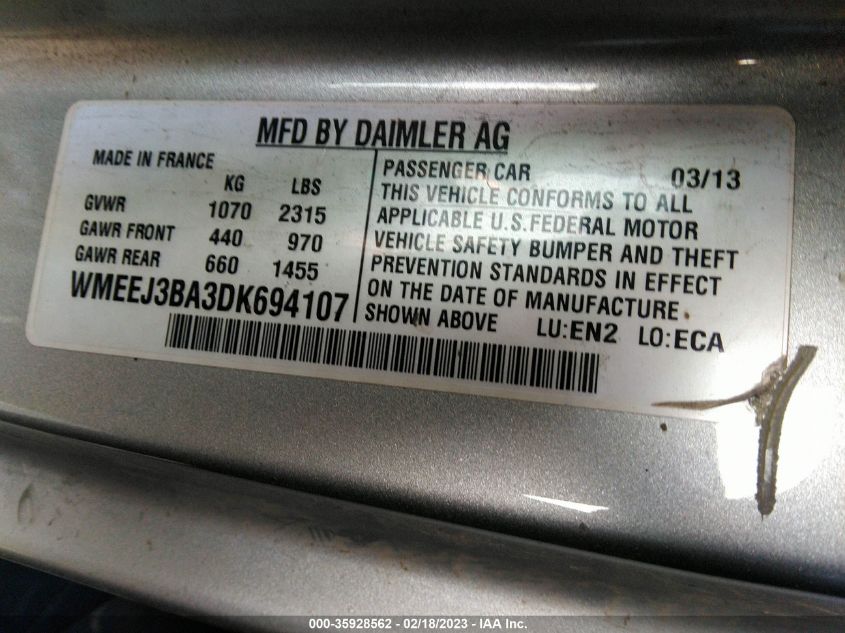 MFD BY DAIMLER AG
MADE IN FRANCE
KG LBS
GVWR 1070 2315
GAWR FRONT 440 970
GAWR REAR 660 1455
WMEEJ3BA3DK694107
PASSENGER CAR 03/13
THIS VEHICLE CONFORMS TO ALL
APPLICABLE U.S.FEDERAL MOTOR
VEHICLE SAFETY BUMPER AND THEFT
PREVENTION STANDARDS IN EFFECT
ON THE DATE OF MANUFACTURE
SHOWN ABOVE LU:EN2 LO:ECA
000-35928562 - 02/18/2023 - IAA Inc.